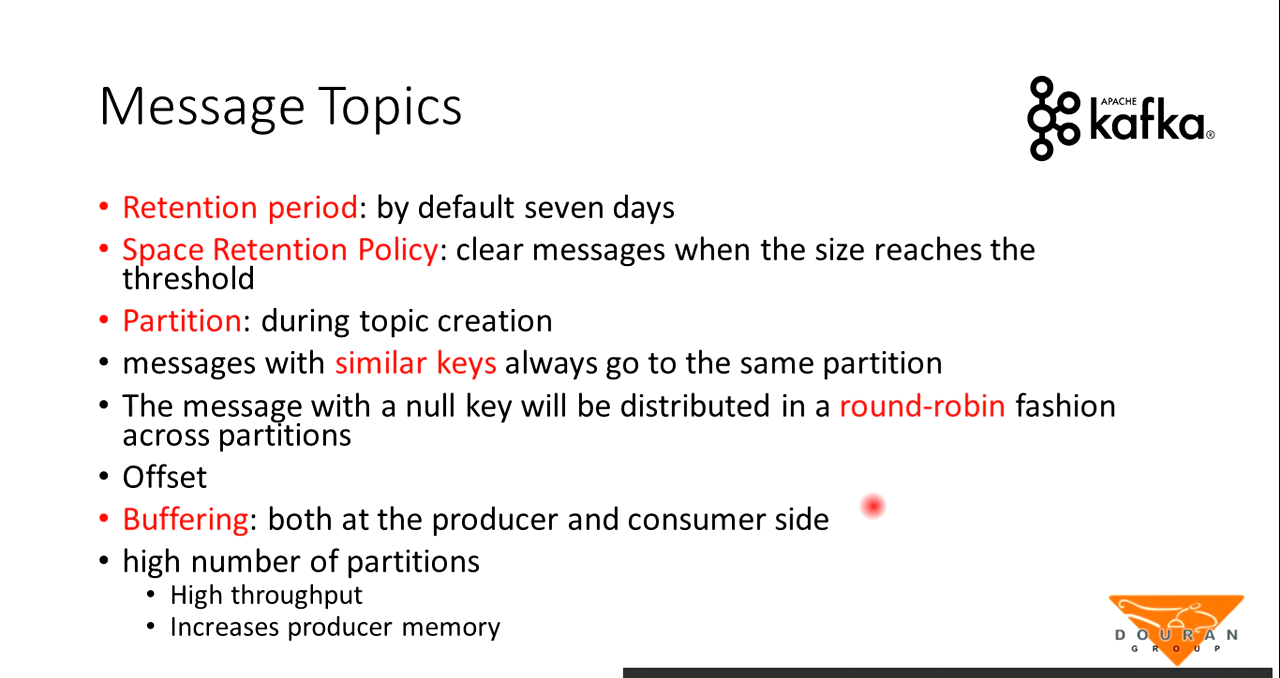 Message Topics
APACHE
kafka®
• Retention period: by default seven days
• Space Retention Policy: clear messages when the size reaches the
threshold
• Partition: during topic creation
• messages with similar keys always go to the same partition
• The message with a null key will be distributed in a round-robin fashion
across partitions
• Offset
• Buffering: both at the producer and consumer side
• high number of partitions
• High throughput
• Increases producer memory
DOURAN
GROUP